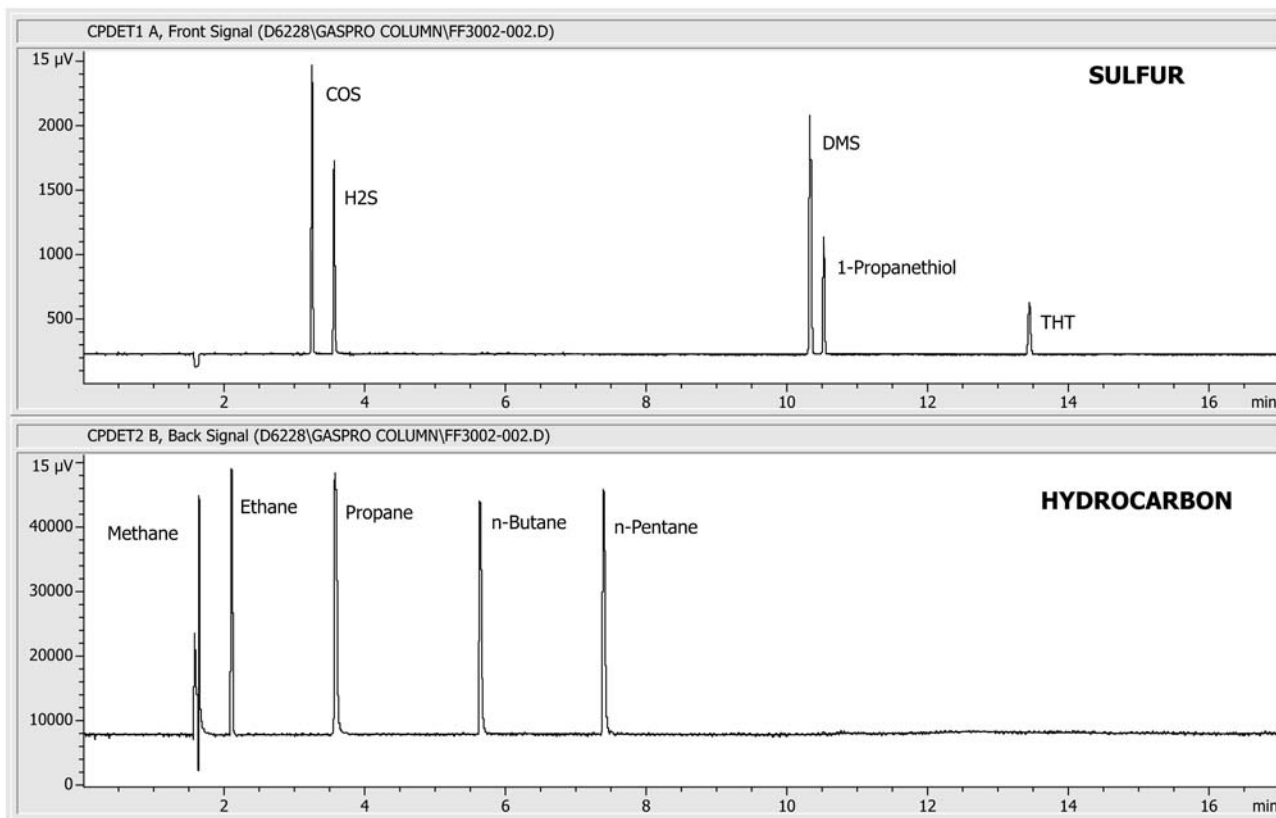 CPDET1 A, Front Signal (D6228\GASPRO COLUMN\FF3002-002.D)
15 µV
SULFUR
COS
2000
DMS
1500
H2S
1000
1-Propanethiol
500
THT
2 4 6 8 10 12 14 16 min
CPDET2 B, Back Signal (D6228\GASPRO COLUMN\FF3002-002.D)
15 µV
HYDROCARBON
Ethane
Propane
n-Butane
n-Pentane
Methane
40000
30000
20000
10000
0
2 4 6 8 10 12 14 16 min